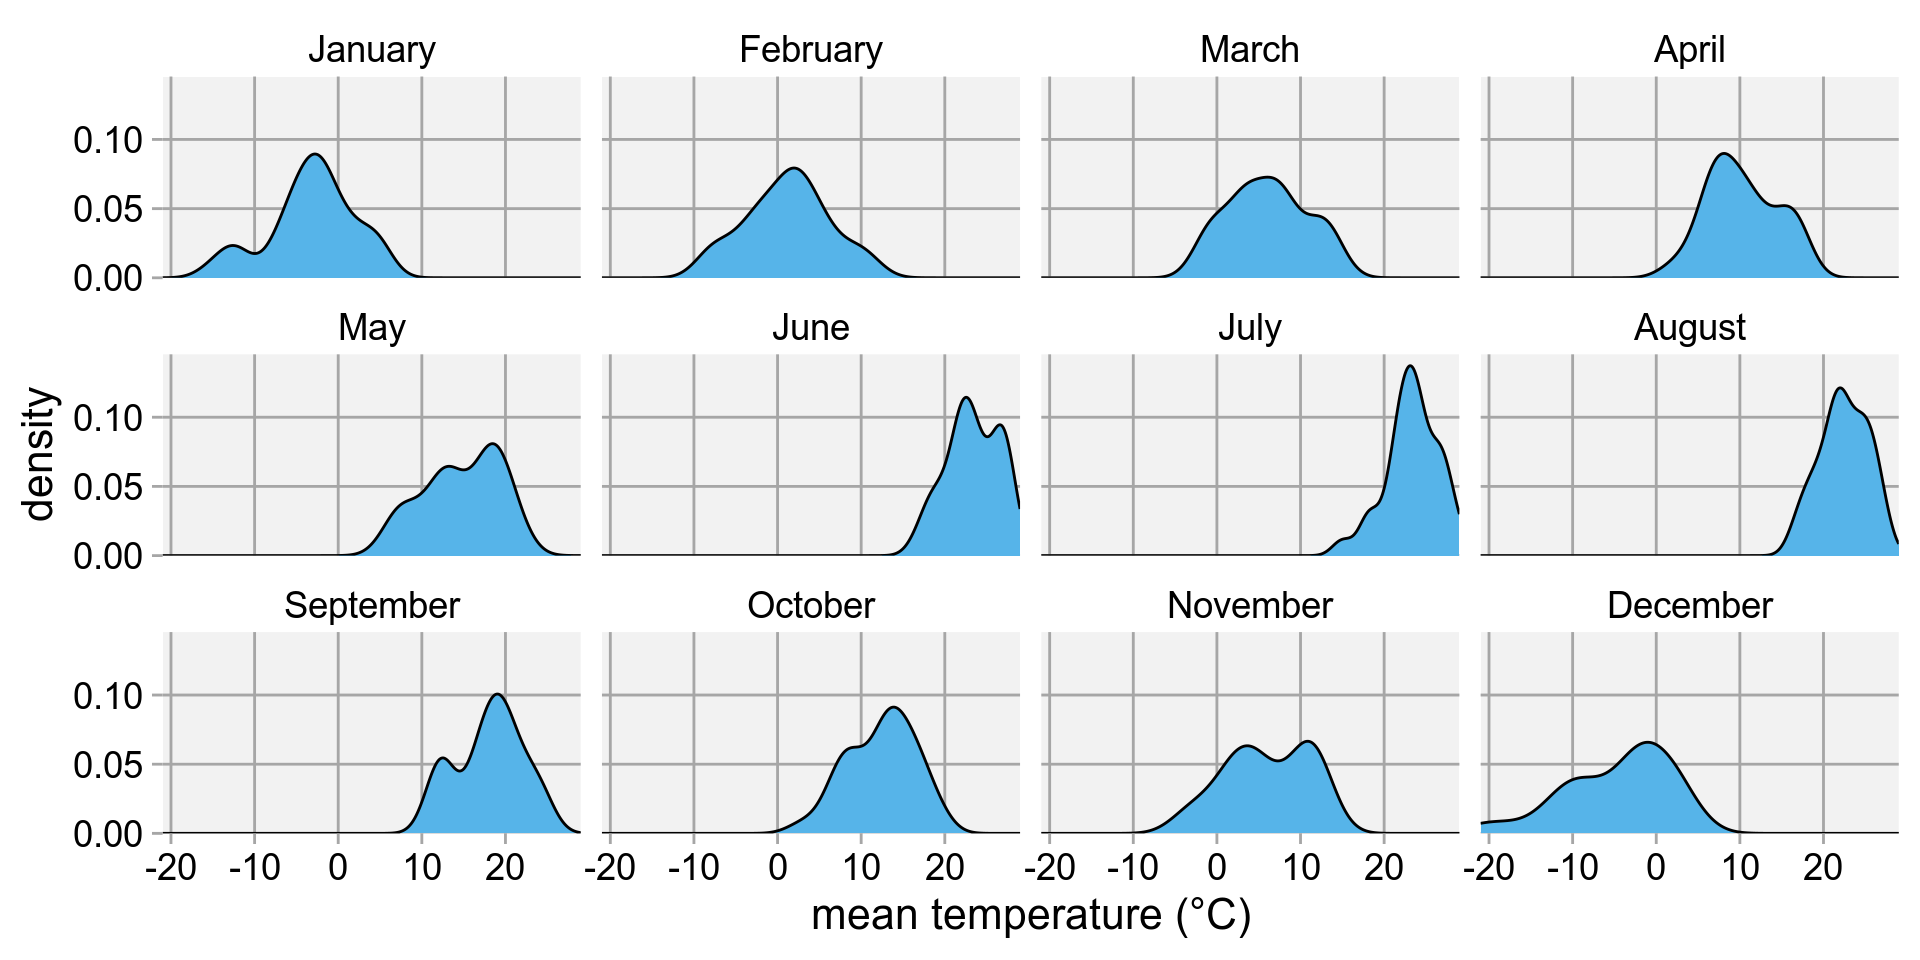 January February March April
0.10
0.05
0.00
May June July August
density
0.10
0.05
0.00
September October November December
0.10
0.05
0.00
-20 -10 0 10 20 -20 -10 0 10 20 -20 -10 0 10 20 -20 -10 0 10 20
mean temperature (°C)